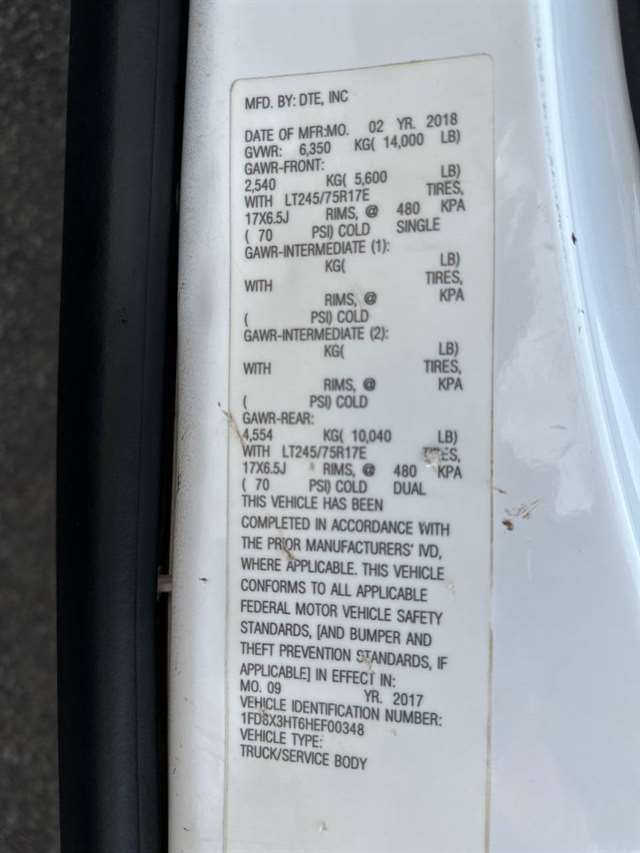 MFD. BY: DTE, INC
DATE OF MFR:MO. 02 YR. 2018
GVWR: 6,350 KG( 14,000 LB)
GAWR-FRONT:
2,540 KG( 5,600 LB)
WITH LT245/75R17E TIRES,
17X6.5J RIMS, @ 480 KPA
( 70 PSI) COLD SINGLE
GAWR-INTERMEDIATE (1):
KG( LB)
WITH TIRES,
RIMS, @ KPA
( PSI) COLD
GAWR-INTERMEDIATE (2):
KG( LB)
WITH TIRES,
RIMS, @ KPA
( PSI) COLD
GAWR-REAR:
4,554 KG( 10,040 LB)
WITH LT245/75R17E TIRES,
17X6.5J RIMS, @ 480 KPA
( 70 PSI) COLD DUAL
THIS VEHICLE HAS BEEN
COMPLETED IN ACCORDANCE WITH
THE PRIOR MANUFACTURERS' IVD,
WHERE APPLICABLE. THIS VEHICLE
CONFORMS TO ALL APPLICABLE
FEDERAL MOTOR VEHICLE SAFETY
STANDARDS, [AND BUMPER AND
THEFT PREVENTION STANDARDS, IF
APPLICABLE] IN EFFECT IN:
MO. 09 YR. 2017
VEHICLE IDENTIFICATION NUMBER:
1FD8X3HT6HEF00348
VEHICLE TYPE:
TRUCK/SERVICE BODY